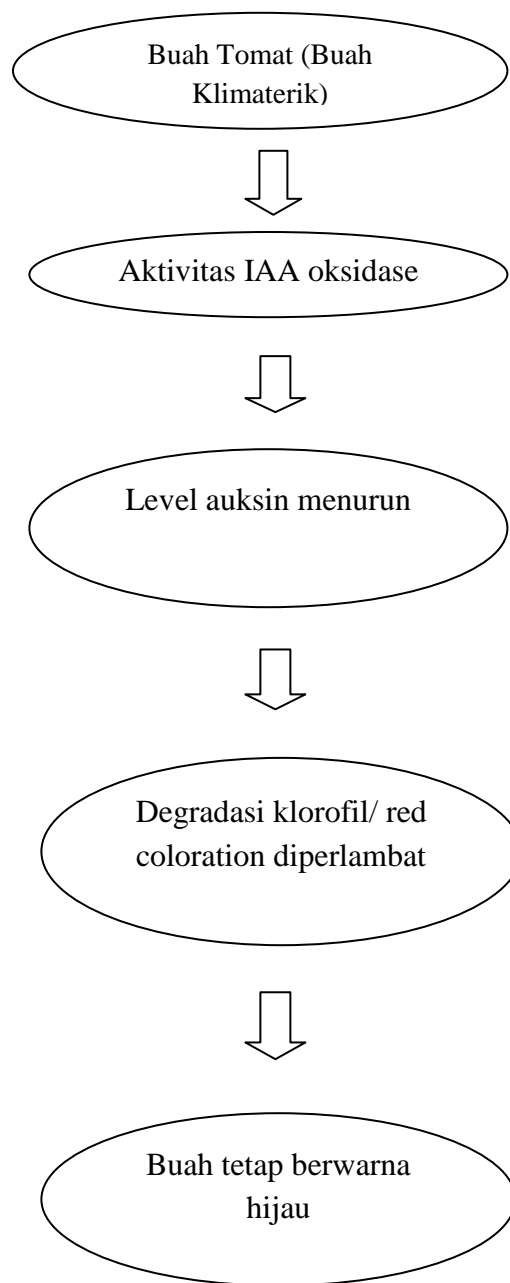 Buah Tomat (Buah
Klimaterik)
Aktivitas IAA oksidase
Level auksin menurun
Degradasi klorofil/ red
coloration diperlambat
Buah tetap berwarna
hijau